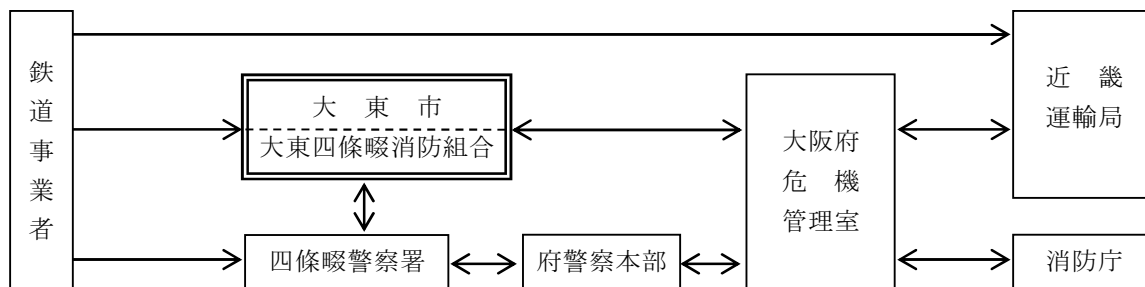 鉄道事業者
大東市
大東四條畷消防組合
四條畷警察署
府警察本部
大阪府
危機
管理室
近畿
運輸局
消防庁